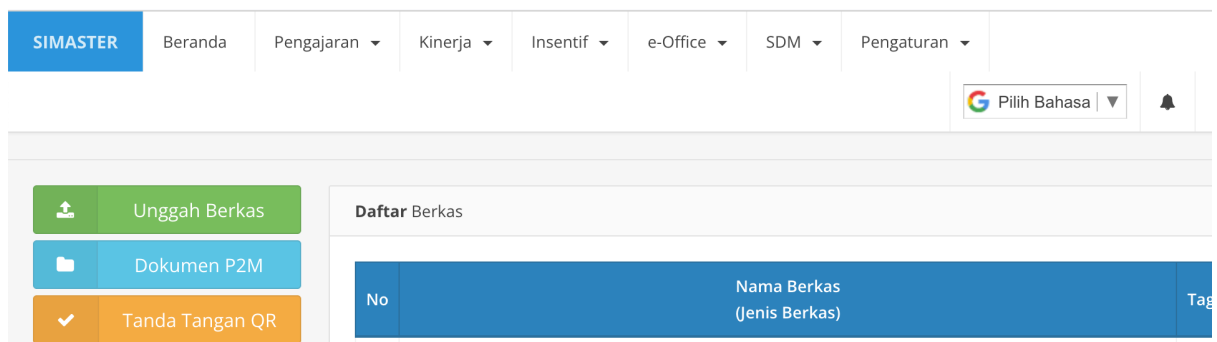 SIMASTER Beranda Pengajaran Kinerja Insentif e-Office SDM Pengaturan
Pilih Bahasa
Unggah Berkas
Dokumen P2M
Tanda Tangan QR
Daftar Berkas
No
Nama Berkas
(Jenis Berkas)
Tag